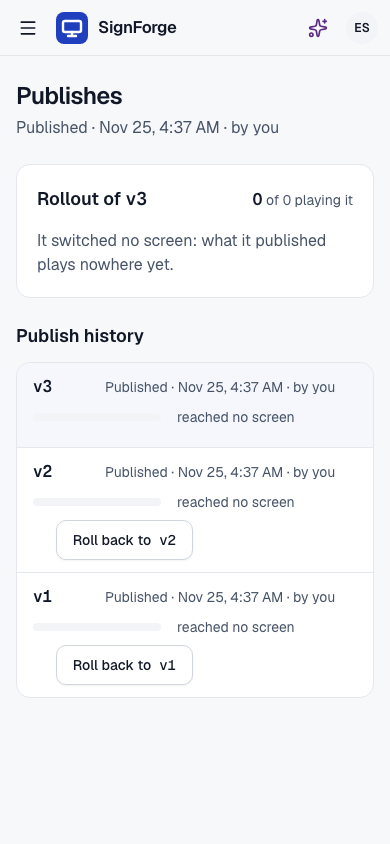 SignForge
ES
Publishes
Published · Nov 25, 4:37 AM · by you
Rollout of v3
0 of 0 playing it
It switched no screen: what it published
plays nowhere yet.
Publish history
v3
Published · Nov 25, 4:37 AM · by you
reached no screen
v2
Published · Nov 25, 4:37 AM · by you
reached no screen
Roll back to v2
v1
Published · Nov 25, 4:37 AM · by you
reached no screen
Roll back to v1